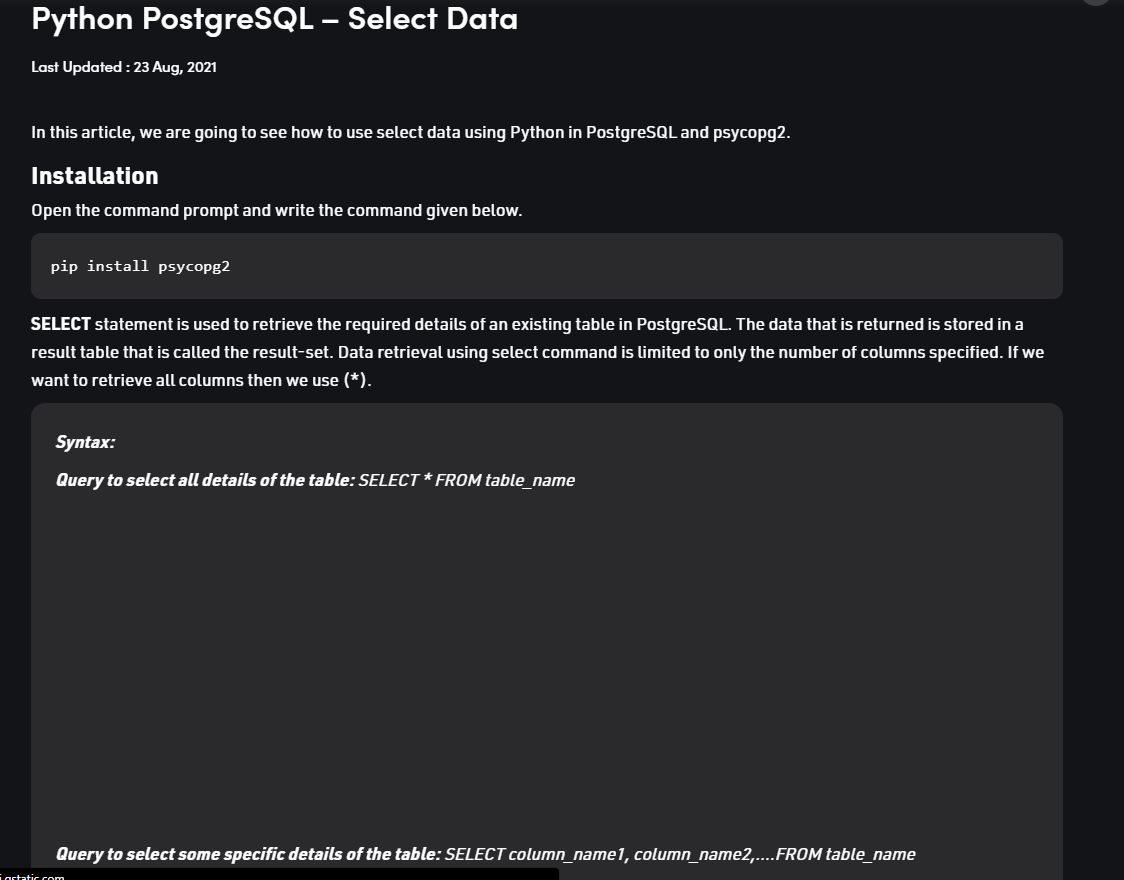 Python PostgreSQL – Select Data
Last Updated : 23 Aug, 2021
In this article, we are going to see how to use select data using Python in PostgreSQL and psycopg2.
Installation
Open the command prompt and write the command given below.
pip install psycopg2
SELECT statement is used to retrieve the required details of an existing table in PostgreSQL. The data that is returned is stored in a
result table that is called the result-set. Data retrieval using select command is limited to only the number of columns specified. If we
want to retrieve all columns then we use (*).
Syntax:
Query to select all details of the table: SELECT * FROM table_name
Query to select some specific details of the table: SELECT column_name1, column_name2,....FROM table_name
i.gstatic.com